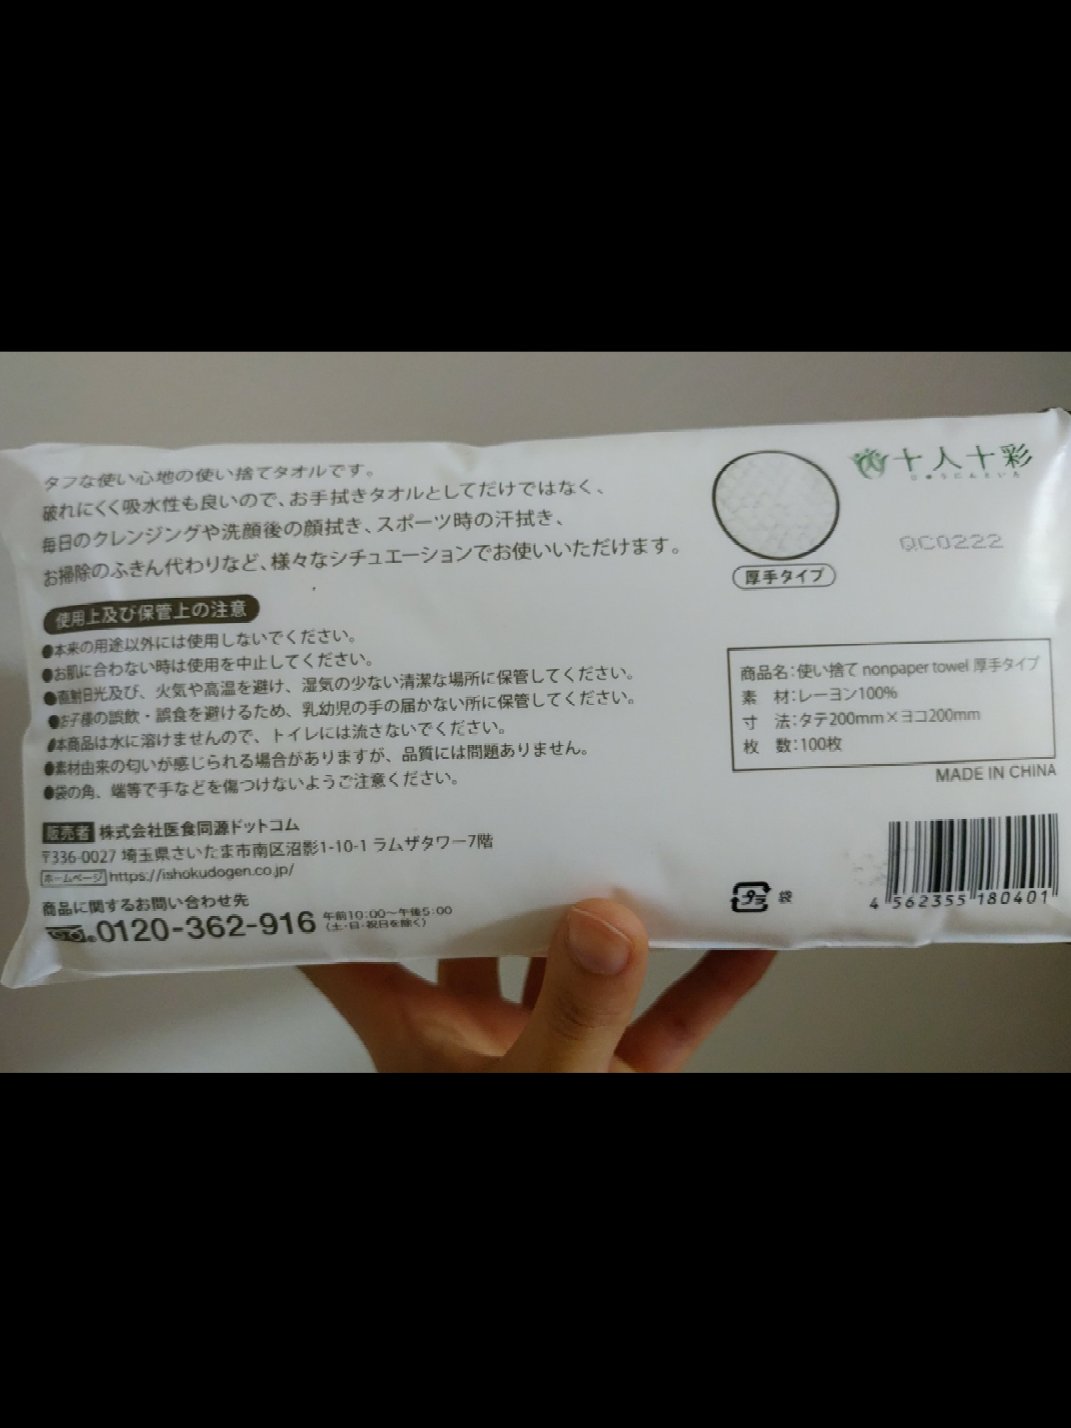 タフな使い心地の使い捨てタオルです。
破れにくく吸水性も良いので、お手拭きタオルとしてだけではなく、
毎日のクレンジングや洗顔後の顔拭き、スポーツ時の汗拭き、
お掃除のふきん代わりなど、様々なシチュエーションでお使いいただけます。
使用上及び保管上の注意
●本来の用途以外には使用しないでください。
●お肌に合わない時は使用を中止してください。
●直射日光及び、火気や高温を避け、湿気の少ない清潔な場所に保管してください。
●お子様の誤飲・誤食を避けるため、乳幼児の手の届かない所に保管してください。
●本商品は水に溶けませんので、トイレには流さないでください。
●素材由来の匂いが感じられる場合がありますが、品質には問題ありません。
●袋の角、端等で手などを傷つけないようご注意ください。
販売者 株式会社医食同源ドットコム
〒336-0027 埼玉県さいたま市南区沼影1-10-1 ラムザタワー7階
ホームページ https://ishokudogen.co.jp/
商品に関するお問い合わせ先
0120-362-916 午前10:00〜午後5:00
(土・日・祝日を除く)
厚手タイプ
十人十彩
じゅうにんといろ
QC0222
商品名:使い捨て nonpaper towel 厚手タイプ
素 材:レーヨン100%
寸 法:タテ200mm×ヨコ200mm
枚 数:100枚
MADE IN CHINA
プラ 袋
4 562355 180401